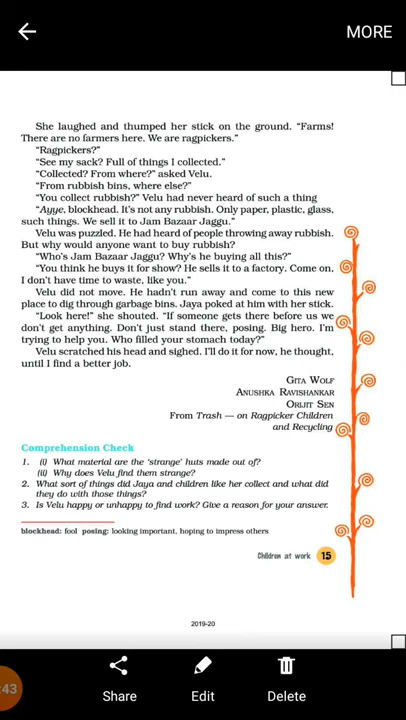 MORE
She laughed and thumped her stick on the ground. “Farms!
There are no farmers here. We are ragpickers.”
“Ragpickers?”
“See my sack? Full of things I collected.”
“Collected? From where?” asked Velu.
“From rubbish bins, where else?”
“You collect rubbish?” Velu had never heard of such a thing
“Ayye, blockhead. It’s not any rubbish. Only paper, plastic, glass,
such things. We sell it to Jam Bazaar Jaggu.”
Velu was puzzled. He had heard of people throwing away rubbish.
But why would anyone want to buy rubbish?
“Who’s Jam Bazaar Jaggu? Why’s he buying all this?”
“You think he buys it for show? He sells it to a factory. Come on,
I don’t have time to waste, like you.”
Velu did not move. He hadn’t run away and come to this new
place to dig through garbage bins. Jaya poked at him with her stick.
“Look here!” she shouted. “If someone gets there before us we
don’t get anything. Don’t just stand there, posing. Big hero. I’m
trying to help you. Who filled your stomach today?”
Velu scratched his head and sighed. I’ll do it for now, he thought,
until I find a better job.
GITA WOLF
ANUSHKA RAVISHANKAR
ORIJIT SEN
From Trash — on Ragpicker Children
and Recycling
Comprehension Check
1. (i) What material are the ‘strange’ huts made out of?
(ii) Why does Velu find them strange?
2. What sort of things did Jaya and children like her collect and what did
they do with those things?
3. Is Velu happy or unhappy to find work? Give a reason for your answer.
blockhead: fool posing: looking important, hoping to impress others
Children at work 15
2019-20
:43
Share Edit Delete